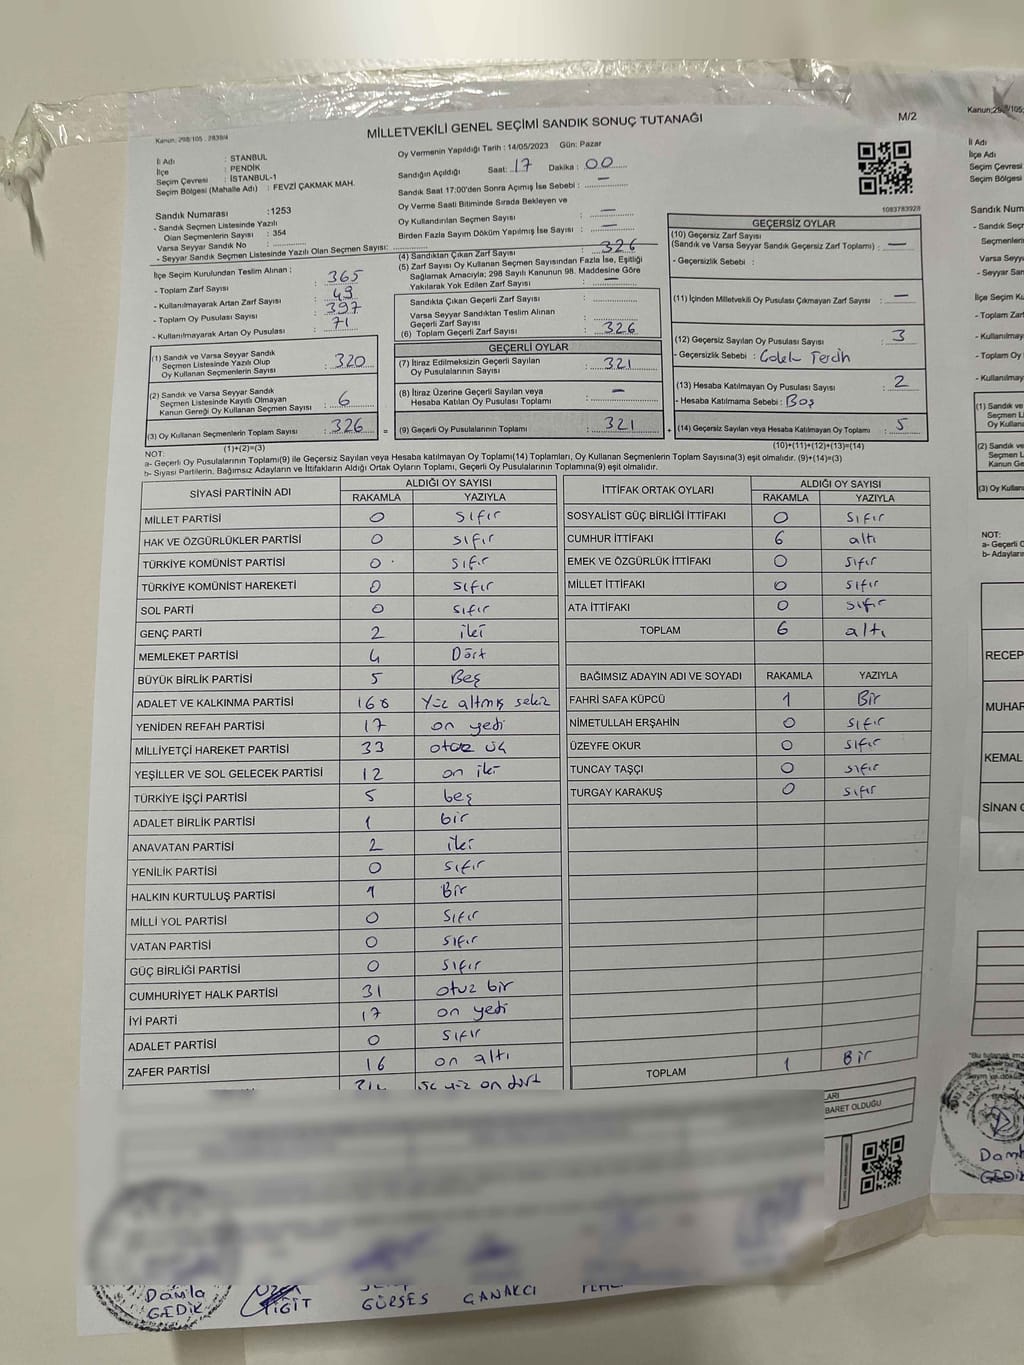 Kanun: 298/105 . 2839/4
MİLLETVEKİLİ GENEL SEÇİMİ SANDIK SONUÇ TUTANAĞI
M/2
İl Adı : STANBUL
İlçe : PENDİK
Seçim Çevresi : İSTANBUL-1
Seçim Bölgesi (Mahalle Adı) : FEVZİ ÇAKMAK MAH.
Sandık Numarası :1253
- Sandık Seçmen Listesinde Yazılı
Olan Seçmenlerin Sayısı : 354
Varsa Seyyar Sandık No :
- Seyyar Sandık Seçmen Listesinde Yazılı Olan Seçmen Sayısı:
İlçe Seçim Kurulundan Teslim Alınan ;
- Toplam Zarf Sayısı : 365
- Kullanılmayarak Artan Zarf Sayısı : 49
- Toplam Oy Pusulası Sayısı : 397
- Kullanılmayarak Artan Oy Pusulası : 71
(1) Sandık ve Varsa Seyyar Sandık
Seçmen Listesinde Yazılı Olup
Oy Kullanan Seçmenlerin Sayısı : 320
(2) Sandık ve Varsa Seyyar Sandık
Seçmen Listesinde Kayıtlı Olmayan
Kanun Gereği Oy Kullanan Seçmen Sayısı : 6
(3) Oy Kullanan Seçmenlerin Toplam Sayısı : 326
(1)+(2)=(3)
Oy Vermenin Yapıldığı Tarih : 14/05/2023 Gün: Pazar
Sandığın Açıldığı Saat: 17 Dakika : 00
Sandık Saat 17:00'den Sonra Açımış İse Sebebi : —
Oy Verme Saati Bitiminde Sırada Bekleyen ve
Oy Kullandırılan Seçmen Sayısı : —
Birden Fazla Sayım Döküm Yapılmış İse Sayısı : —
(4) Sandıktan Çıkan Zarf Sayısı : 326
(5) Zarf Sayısı Oy Kullanan Seçmen Sayısından Fazla İse, Eşitliği
Sağlamak Amacıyla; 298 Sayılı Kanunun 98. Maddesine Göre
Yakılarak Yok Edilen Zarf Sayısı : —
Sandıkta Çıkan Geçerli Zarf Sayısı :
Varsa Seyyar Sandıktan Teslim Alınan
Geçerli Zarf Sayısı :
(6) Toplam Geçerli Zarf Sayısı : 326
GEÇERLİ OYLAR
(7) İtiraz Edilmeksizin Geçerli Sayılan
Oy Pusulalarının Sayısı : 321
(8) İtiraz Üzerine Geçerli Sayılan veya
Hesaba Katılan Oy Pusulası Toplamı : —
= (9) Geçerli Oy Pusulalarının Toplamı : 321
1083783928
GEÇERSİZ OYLAR
(10) Geçersiz Zarf Sayısı
(Sandık ve Varsa Seyyar Sandık Geçersiz Zarf Toplamı) : —
- Geçersizlik Sebebi :
(11) İçinden Milletvekili Oy Pusulası Çıkmayan Zarf Sayısı : —
(12) Geçersiz Sayılan Oy Pusulası Sayısı : 3
- Geçersizlik Sebebi : Tercih
(13) Hesaba Katılmayan Oy Pusulası Sayısı : 2
- Hesaba Katılmama Sebebi : Boş
+ (14) Geçersiz Sayılan veya Hesaba Katılmayan Oy Toplamı : 5
(10)+(11)+(12)+(13)=(14)
NOT:
a- Geçerli Oy Pusulalarının Toplamı(9) ile Geçersiz Sayılan veya Hesaba katılmayan Oy Toplamı(14) Toplamları, Oy Kullanan Seçmenlerin Toplam Sayısına(3) eşit olmalıdır. (9)+(14)=(3)
b- Siyasi Partilerin, Bağımsız Adayların ve İttifakların Aldığı Ortak Oyların Toplamı, Geçerli Oy Pusulalarının Toplamına(9) eşit olmalıdır.
SİYASİ PARTİNİN ADI
ALDIĞI OY SAYISI
RAKAMLA YAZIYLA
MİLLET PARTİSİ 0 sıfır
HAK VE ÖZGÜRLÜKLER PARTİSİ 0 sıfır
TÜRKİYE KOMÜNİST PARTİSİ 0 sıfır
TÜRKİYE KOMÜNİST HAREKETİ 0 sıfır
SOL PARTİ 0 sıfır
GENÇ PARTİ 2 iki
MEMLEKET PARTİSİ 4 Dört
BÜYÜK BİRLİK PARTİSİ 5 Beş
ADALET VE KALKINMA PARTİSİ 168 Yüz altmış sekiz
YENİDEN REFAH PARTİSİ 17 on yedi
MİLLİYETÇİ HAREKET PARTİSİ 33 otuz üç
YEŞİLLER VE SOL GELECEK PARTİSİ 12 on iki
TÜRKİYE İŞÇİ PARTİSİ 5 beş
ADALET BİRLİK PARTİSİ 1 bir
ANAVATAN PARTİSİ 2 iki
YENİLİK PARTİSİ 0 sıfır
HALKIN KURTULUŞ PARTİSİ 1 Bir
MİLLİ YOL PARTİSİ 0 sıfır
VATAN PARTİSİ 0 sıfır
GÜÇ BİRLİĞİ PARTİSİ 0 sıfır
CUMHURİYET HALK PARTİSİ 31 otuz bir
İYİ PARTİ 17 on yedi
ADALET PARTİSİ 0 sıfır
ZAFER PARTİSİ 16 on altı
314 üç yüz on dört
İTTİFAK ORTAK OYLARI
ALDIĞI OY SAYISI
RAKAMLA YAZIYLA
SOSYALİST GÜÇ BİRLİĞİ İTTİFAKI 0 sıfır
CUMHUR İTTİFAKI 6 altı
EMEK VE ÖZGÜRLÜK İTTİFAKI 0 sıfır
MİLLET İTTİFAKI 0 sıfır
ATA İTTİFAKI 0 sıfır
TOPLAM 6 altı
BAĞIMSIZ ADAYIN ADI VE SOYADI RAKAMLA YAZIYLA
FAHRİ SAFA KÜPCÜ 1 Bir
NİMETULLAH ERŞAHİN 0 sıfır
ÜZEYFE OKUR 0 sıfır
TUNCAY TAŞÇI 0 sıfır
TURGAY KARAKUŞ 0 sıfır
TOPLAM 1 Bir
LARI
BARET OLDUĞU
Damla
GEDİK
YİĞİT
GÜRSES
ÇANAKCI
Kanun:298/105
İl Adı
İlçe Adı
Seçim Çevresi
Seçim Bölgesi
Sandık Num
- Sandık Seç
Seçmenleri
Varsa Seyy
- Seyyar San
İlçe Seçim Ku
- Toplam Zarf
- Kullanılmaya
- Toplam Oy P
- Kullanılmaya
(1) Sandık ve
Seçmen L
Oy Kullan
(2) Sandık ve
Seçmen L
Kanun Ge
(3) Oy Kullana
NOT:
a- Geçerli O
b- Adayların
RECEP
MUHAR
KEMAL
SİNAN O
Daml
GEDİK